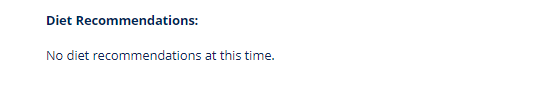 Diet Recommendations:
No diet recommendations at this time.